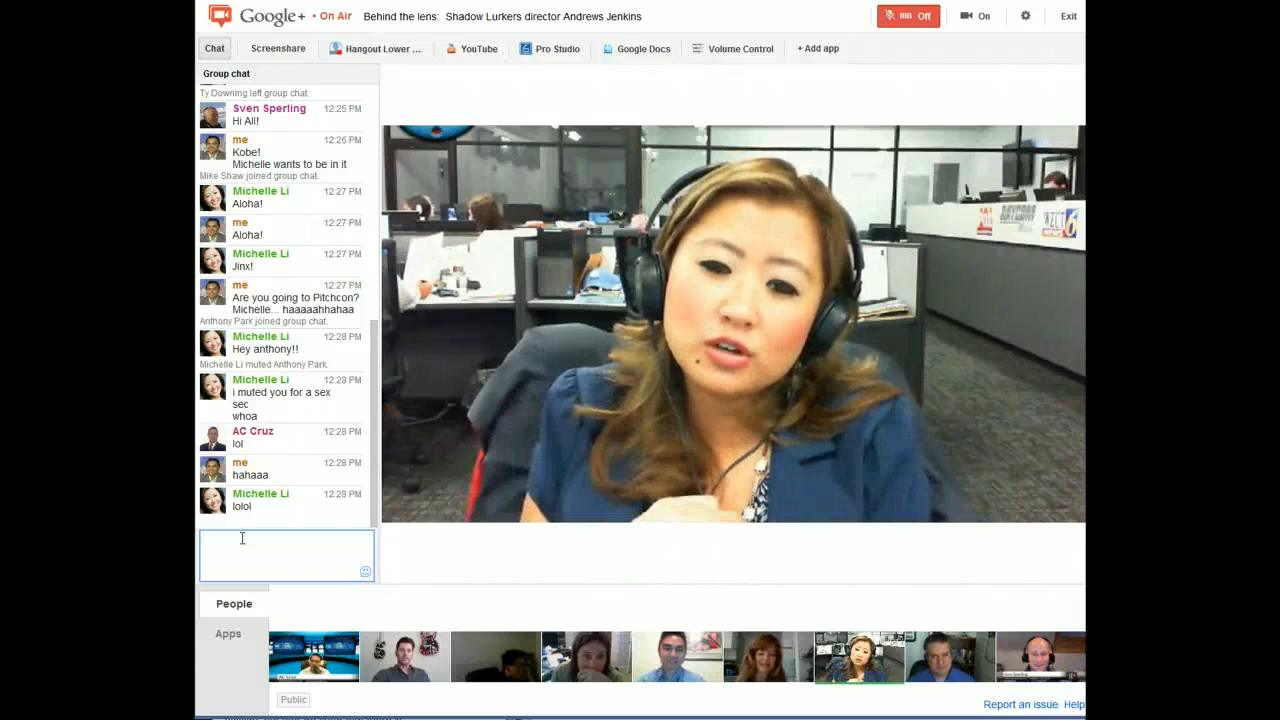 Google+ • On Air Behind the lens: Shadow Lurkers director Andrews Jenkins Off On Exit
Chat Screenshare Hangout Lower ... YouTube Pro Studio Google Docs Volume Control + Add app
Group chat
Ty Downing left group chat.
Sven Sperling 12:25 PM
Hi All!
me 12:26 PM
Kobe!
Michelle wants to be in it
Mike Shaw joined group chat.
Michelle Li 12:27 PM
Aloha!
me 12:27 PM
Aloha!
Michelle Li 12:27 PM
Jinx!
me 12:27 PM
Are you going to Pitchcon?
Michelle... haaaaahhahaa
Anthony Park joined group chat.
Michelle Li 12:28 PM
Hey anthony!!
Michelle Li muted Anthony Park.
Michelle Li 12:28 PM
i muted you for a sex
sec
whoa
AC Cruz 12:28 PM
lol
me 12:28 PM
hahaaa
Michelle Li 12:28 PM
lolol
People
Apps
AC Cruz
Public
Report an issue Help